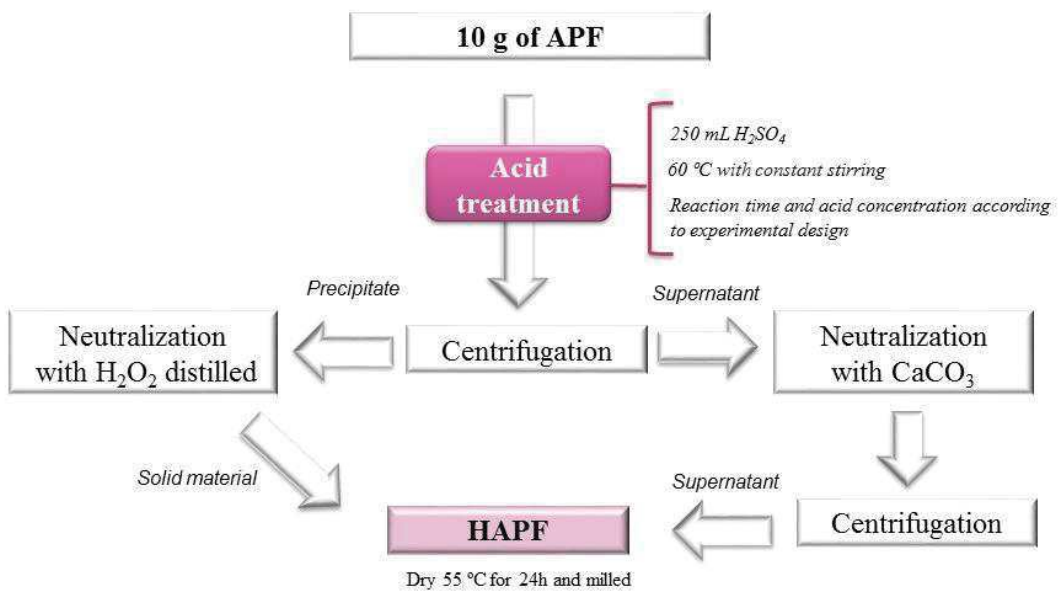 10 g of APF
Acid
treatment
250 mL H₂SO₄
60 ºC with constant stirring
Reaction time and acid concentration according
to experimental design
Precipitate
Supernatant
Neutralization
with H₂O₂ distilled
Centrifugation
Neutralization
with CaCO₃
Solid material
Supernatant
HAPF
Centrifugation
Dry 55 ºC for 24h and milled